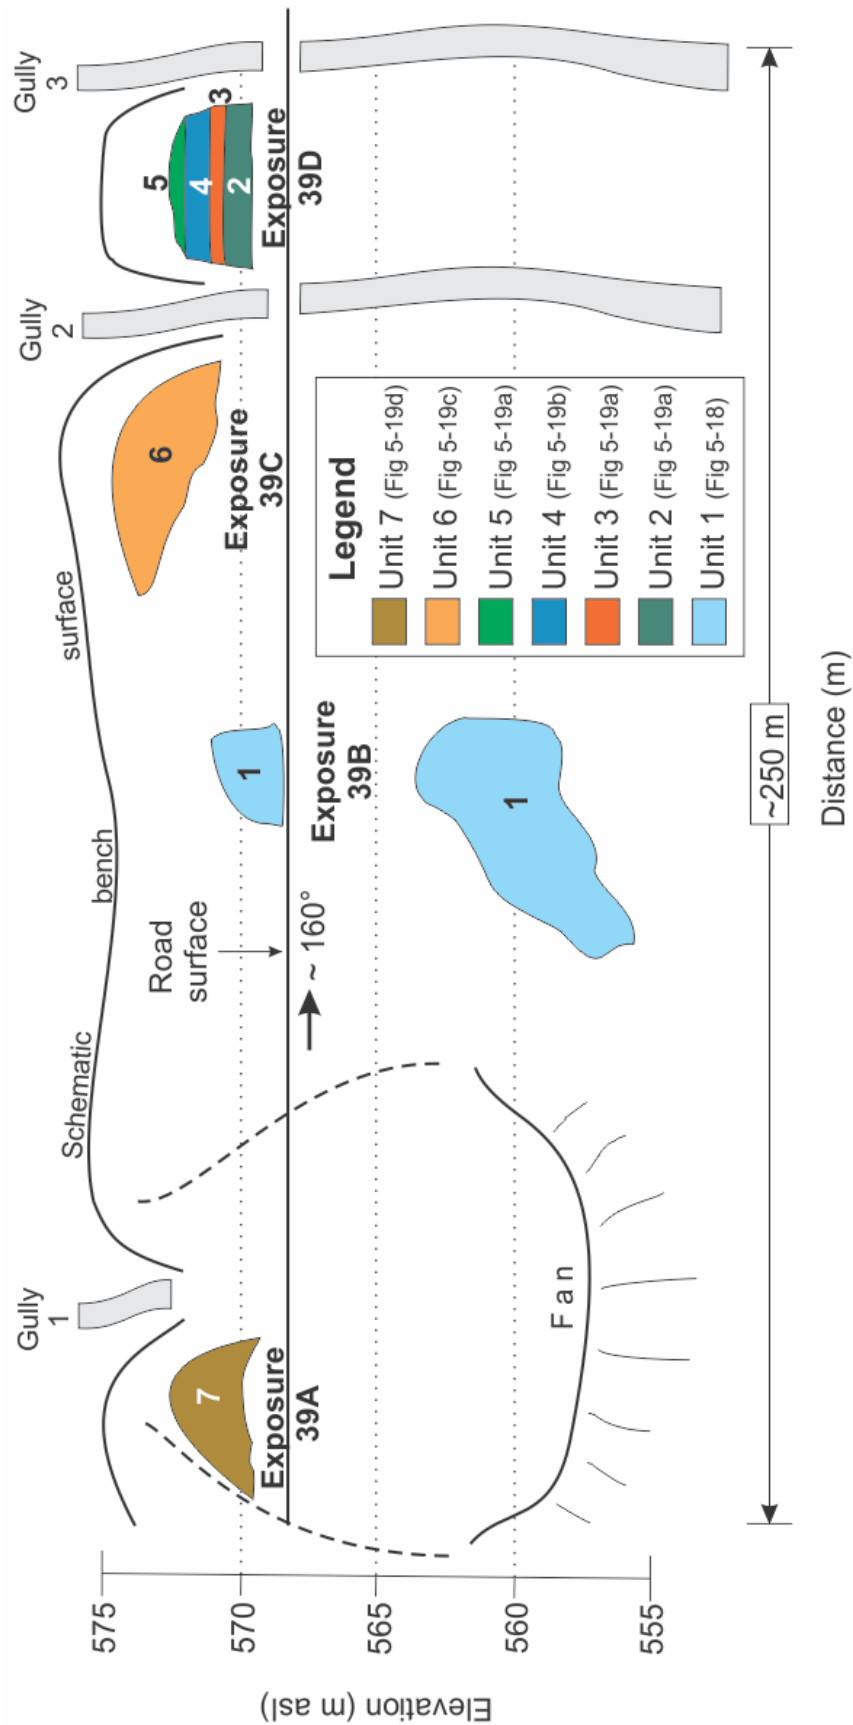 Gully
1
Gully
2
Gully
3
Schematic
bench
surface
Road
surface
~ 160°
7
1
1
6
5
4
3
2
Exposure
39A
Exposure
39B
Exposure
39C
Exposure
39D
Fan
Legend
Unit 7 (Fig 5-19d)
Unit 6 (Fig 5-19c)
Unit 5 (Fig 5-19a)
Unit 4 (Fig 5-19b)
Unit 3 (Fig 5-19a)
Unit 2 (Fig 5-19a)
Unit 1 (Fig 5-18)
575
570
565
560
555
Elevation (m asl)
~250 m
Distance (m)